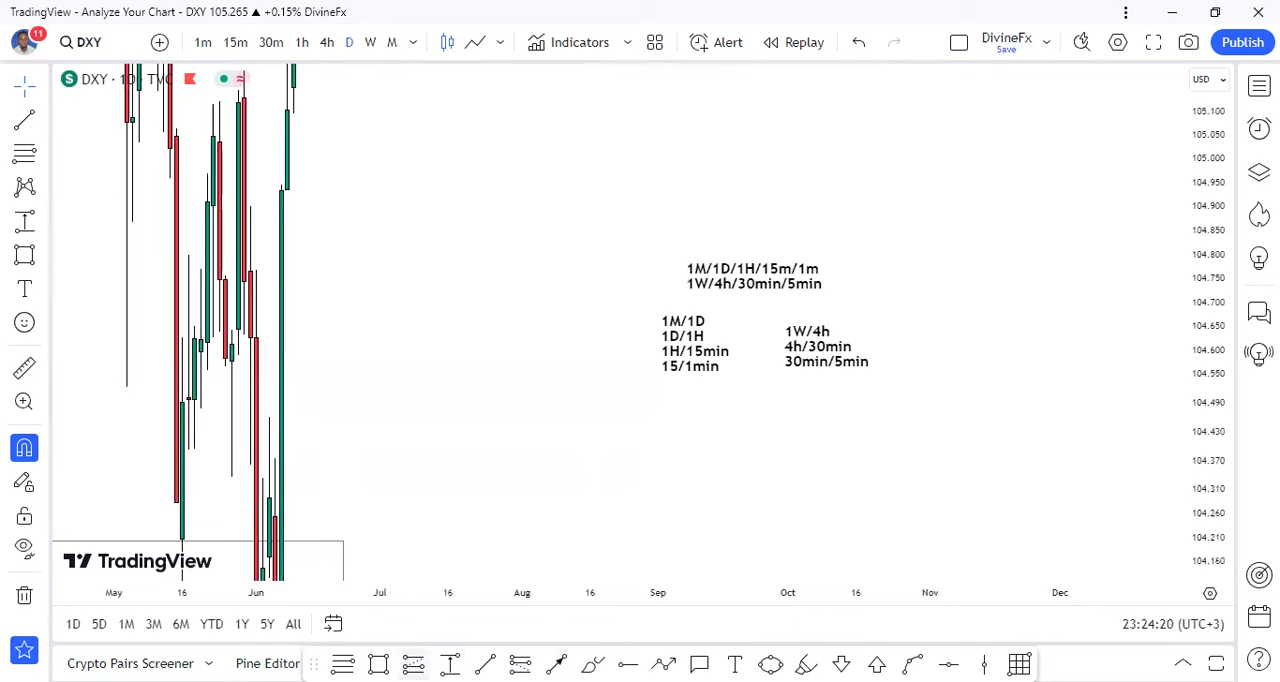 TradingView - Analyze Your Chart - DXY 105.265 ▲ +0.15% DivineFx
11
DXY
1m 15m 30m 1h 4h D W M
Indicators
Alert
Replay
DivineFx
Save
Publish
DXY · 1D · TVC
USD
105.100
105.050
105.000
104.950
104.900
104.850
104.800
104.750
104.700
104.650
104.600
104.550
104.490
104.430
104.370
104.310
104.260
104.210
104.160
1M/1D/1H/15m/1m
1W/4h/30min/5min
1M/1D
1D/1H
1H/15min
15/1min
1W/4h
4h/30min
30min/5min
TradingView
May 16 Jun Jul 16 Aug 16 Sep 16 Oct 16 Nov Dec
1D 5D 1M 3M 6M YTD 1Y 5Y All
23:24:20 (UTC+3)
Crypto Pairs Screener
Pine Editor